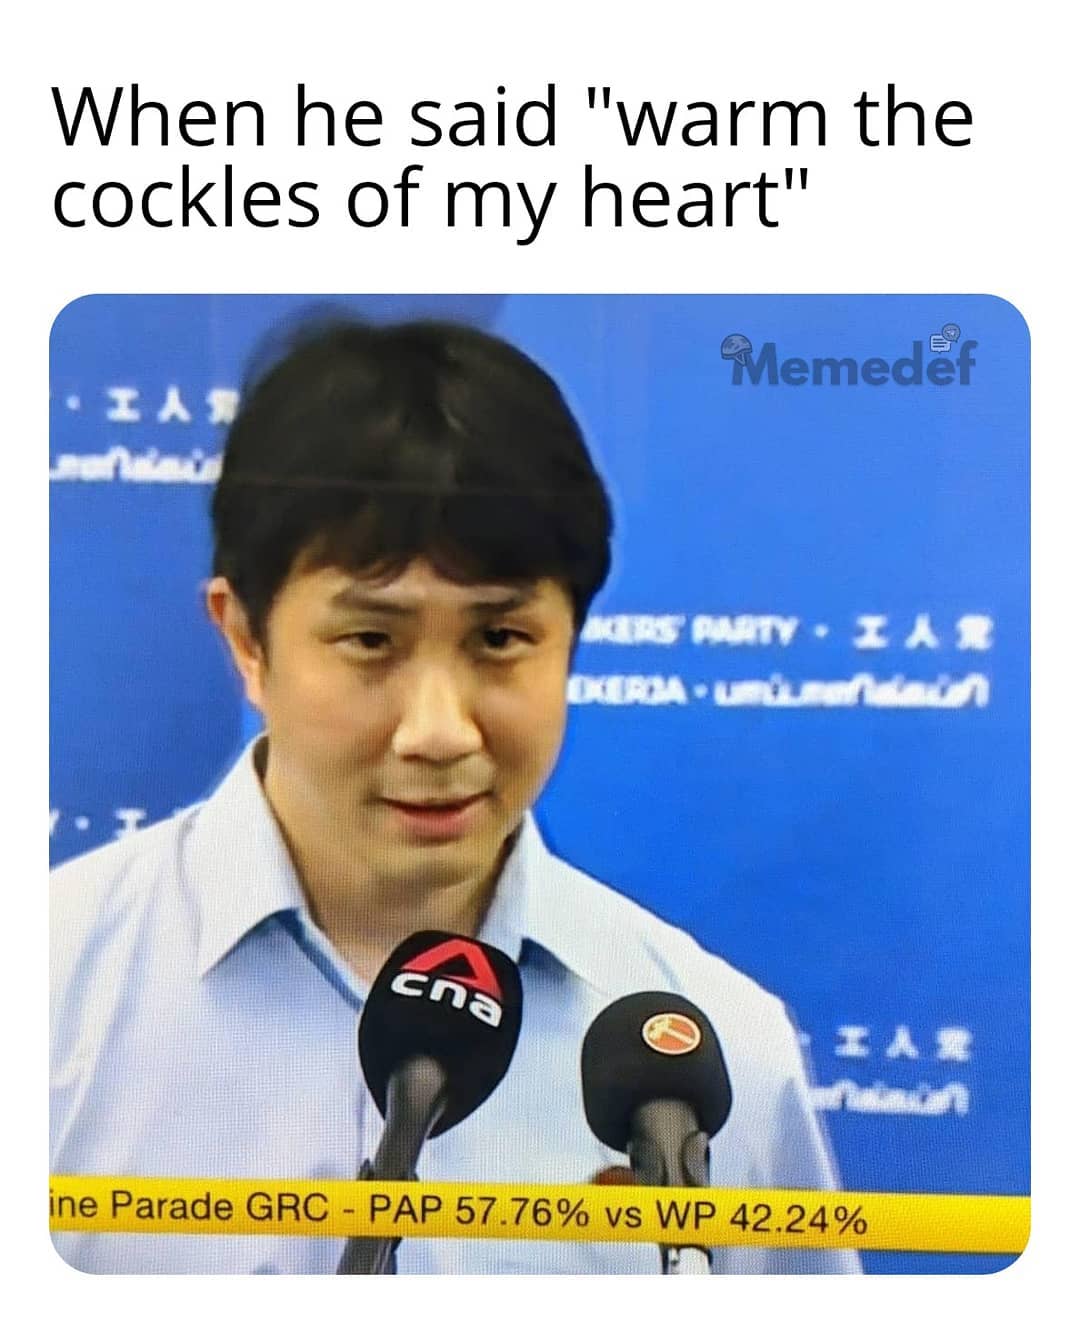 When he said "warm the
cockles of my heart"
Memedef
· 工人党
KERS' PARTY · 工人党
EKERJA ·
工人党
cna
ine Parade GRC - PAP 57.76% vs WP 42.24%